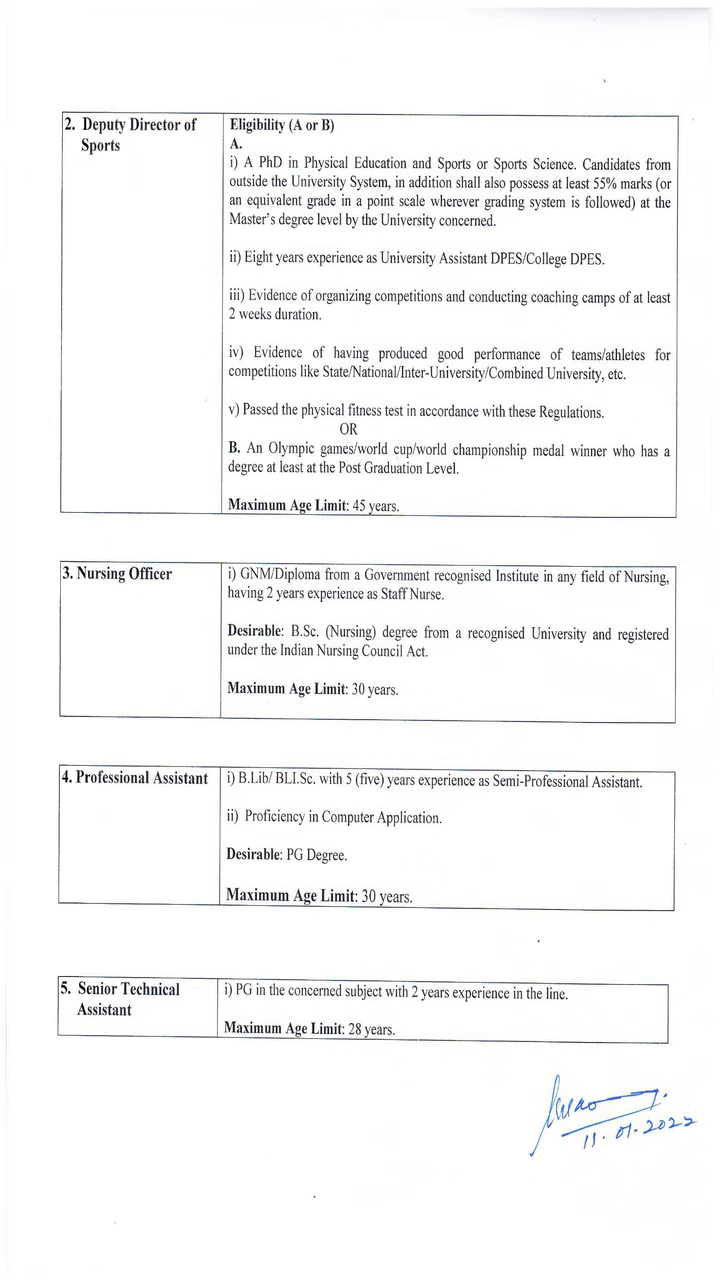 2. Deputy Director of
Sports
Eligibility (A or B)
A.
i) A PhD in Physical Education and Sports or Sports Science. Candidates from
outside the University System, in addition shall also possess at least 55% marks (or
an equivalent grade in a point scale wherever grading system is followed) at the
Master's degree level by the University concerned.
ii) Eight years experience as University Assistant DPES/College DPES.
iii) Evidence of organizing competitions and conducting coaching camps of at least
2 weeks duration.
iv) Evidence of having produced good performance of teams/athletes for
competitions like State/National/Inter-University/Combined University, etc.
v) Passed the physical fitness test in accordance with these Regulations.
OR
B. An Olympic games/world cup/world championship medal winner who has a
degree at least at the Post Graduation Level.
Maximum Age Limit: 45 years.
3. Nursing Officer
i) GNM/Diploma from a Government recognised Institute in any field of Nursing,
having 2 years experience as Staff Nurse.
Desirable: B.Sc. (Nursing) degree from a recognised University and registered
under the Indian Nursing Council Act.
Maximum Age Limit: 30 years.
4. Professional Assistant
i) B.Lib/ BLI.Sc. with 5 (five) years experience as Semi-Professional Assistant.
ii) Proficiency in Computer Application.
Desirable: PG Degree.
Maximum Age Limit: 30 years.
5. Senior Technical
Assistant
i) PG in the concerned subject with 2 years experience in the line.
Maximum Age Limit: 28 years.
11.01.2022